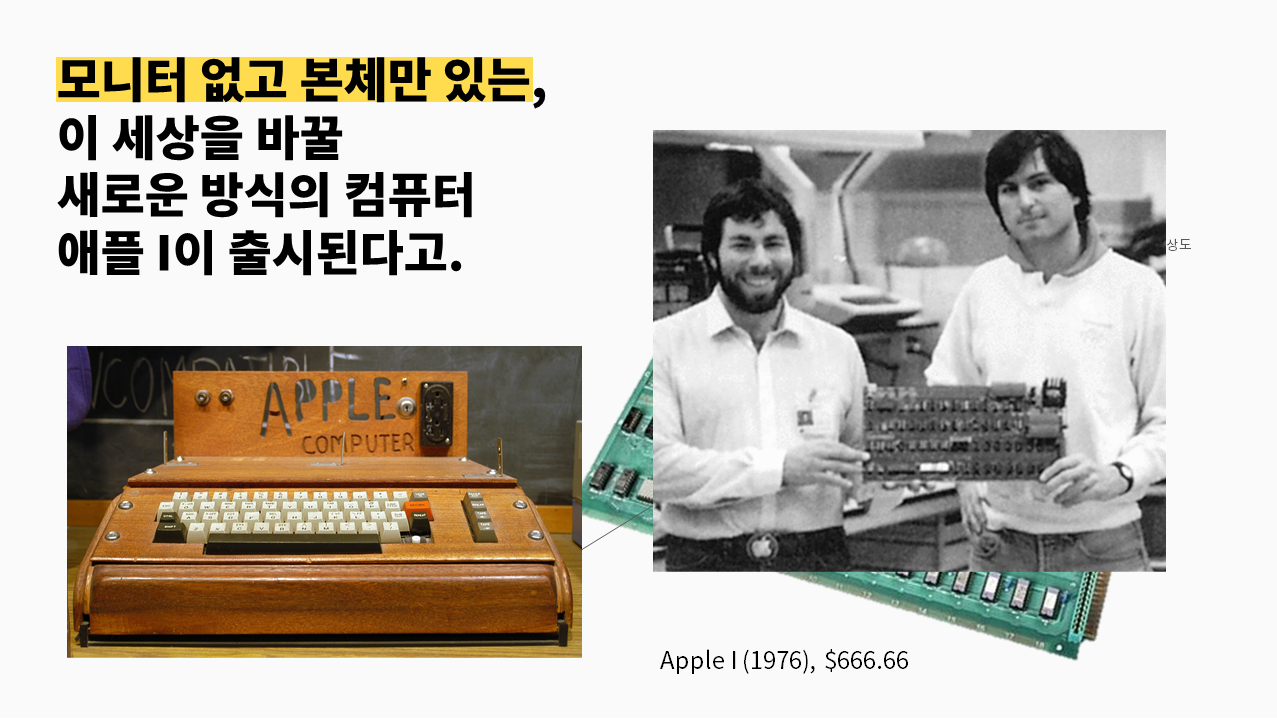 모니터 없고 본체만 있는,
이 세상을 바꿀
새로운 방식의 컴퓨터
애플 I이 출시된다고.
상도
APPLE
COMPUTER
Apple I (1976), $666.66